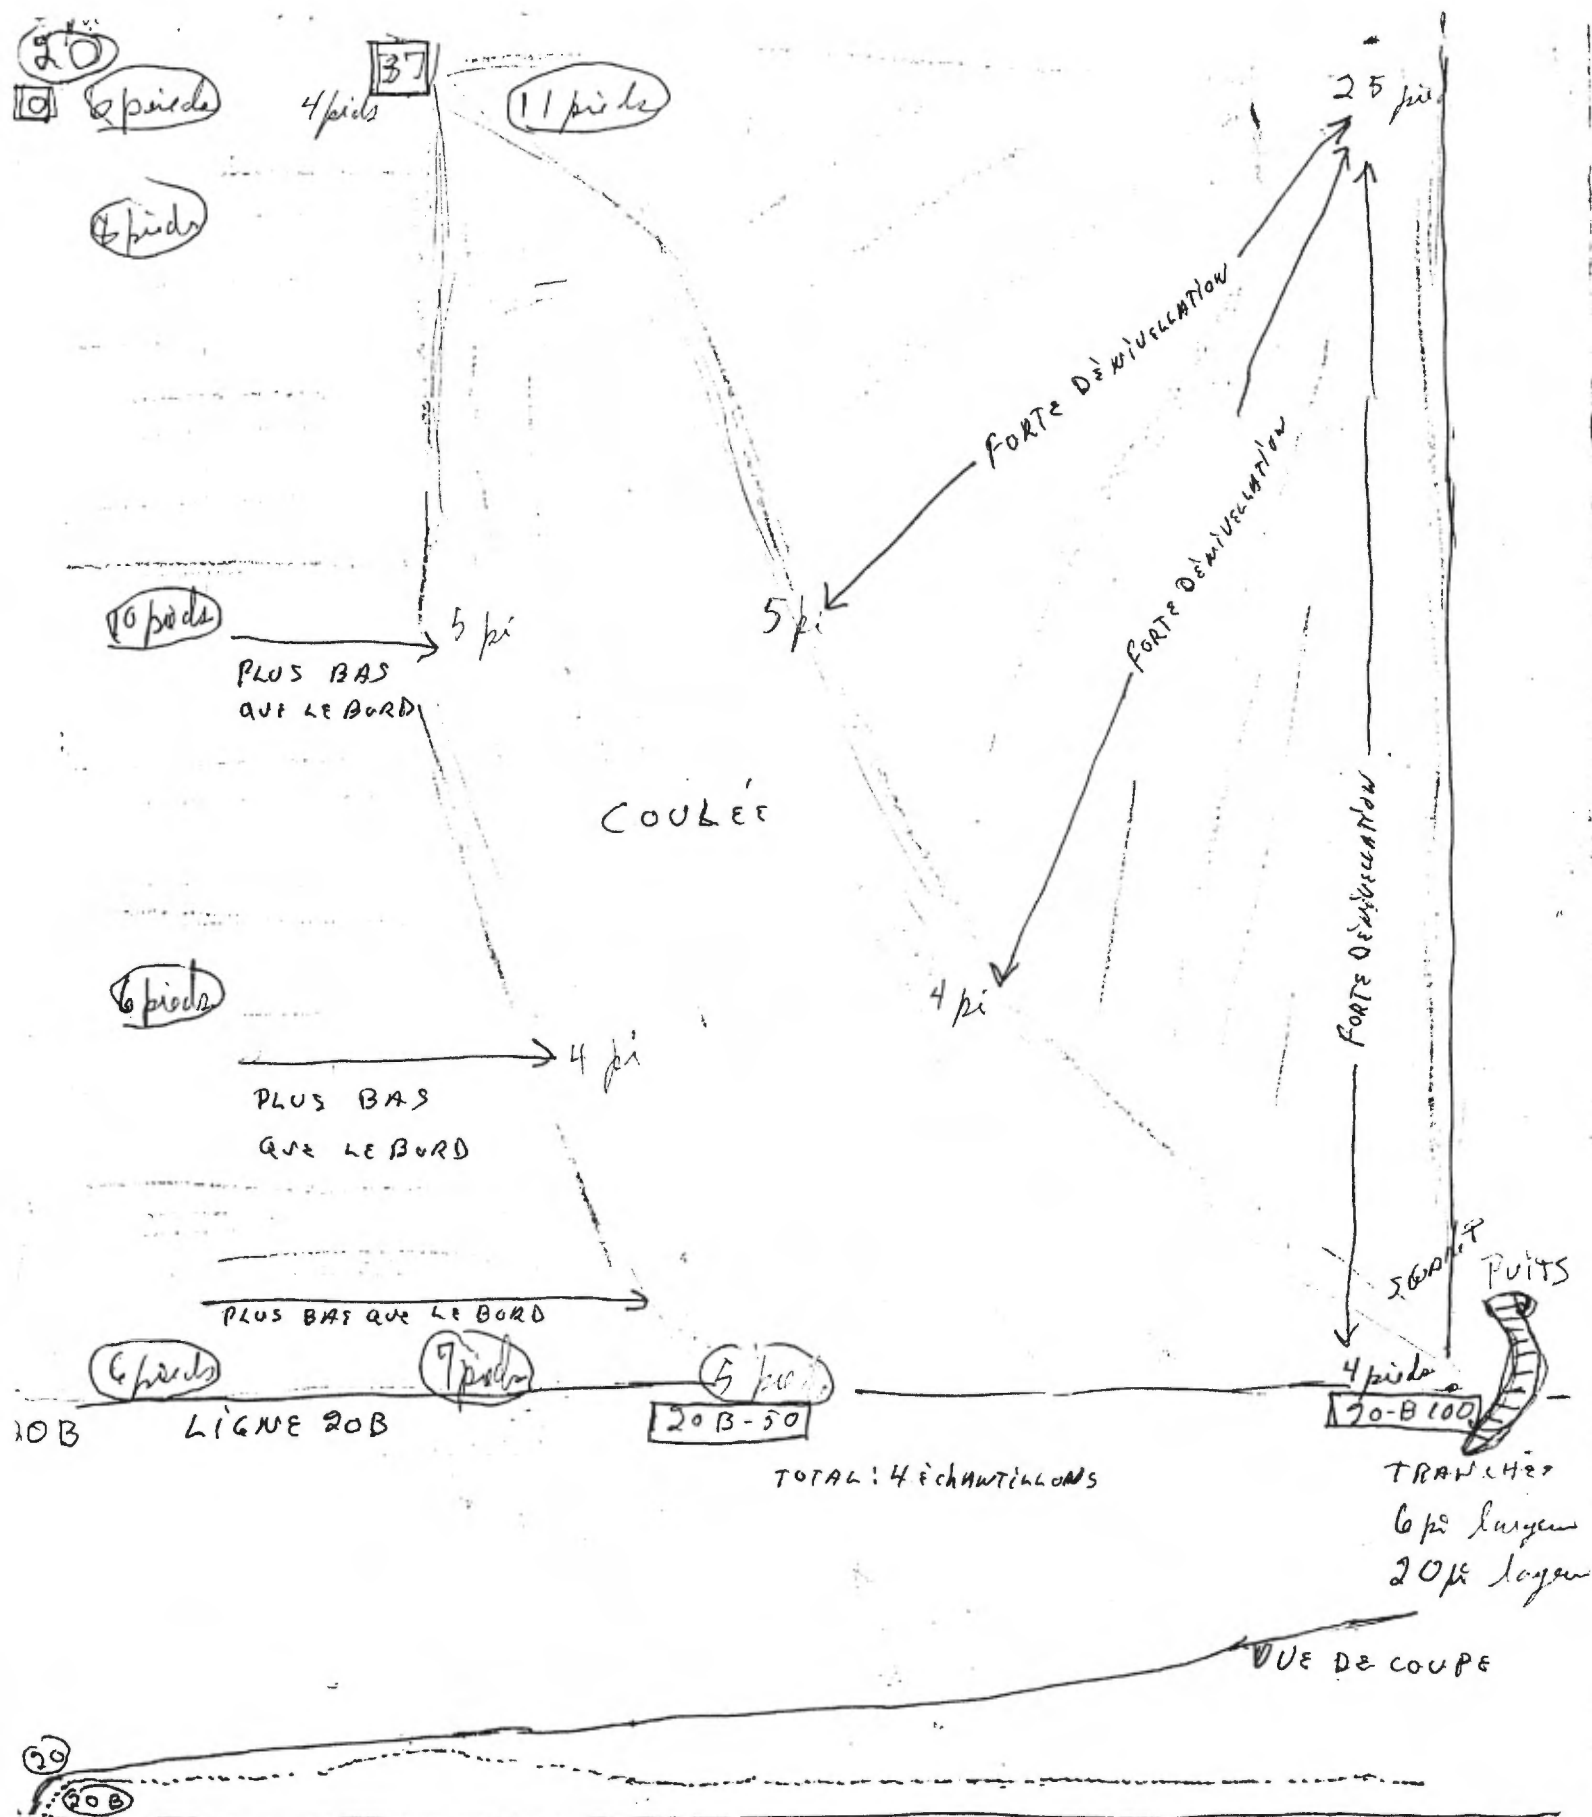 20
37
25 pi
0
6 pieds
4 pieds
11 pieds
8 pieds
FORTE DÉNIVELLATION
FORTE DÉNIVELLATION
10 pieds
5 pi
5 pi
PLUS BAS
QUE LE BORD
COULÉE
FORTE DÉNIVELLATION
6 pieds
4 pi
4 pi
PLUS BAS
QUE LE BORD
PUITS
PLUS BAS QUE LE BORD
6 pieds
7 pieds
5 pieds
4 pieds
20B
LIGNE 20B
20B-50
20-B100
TOTAL: 4 ÉCHANTILLONS
TRANCHÉE
6 pi largeur
20 pi
VUE DE COUPE
20
20B